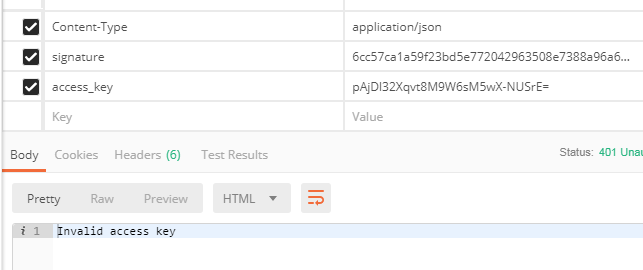 Content-Type application/json
signature 6cc57ca1a59f23bd5e772042963508e7388a96a6...
access_key pAjDI32Xqvt8M9W6sM5wX-NUSrE=
Key Value
Body Cookies Headers (6) Test Results Status: 401 Unau
Pretty Raw Preview HTML
i 1 Invalid access key